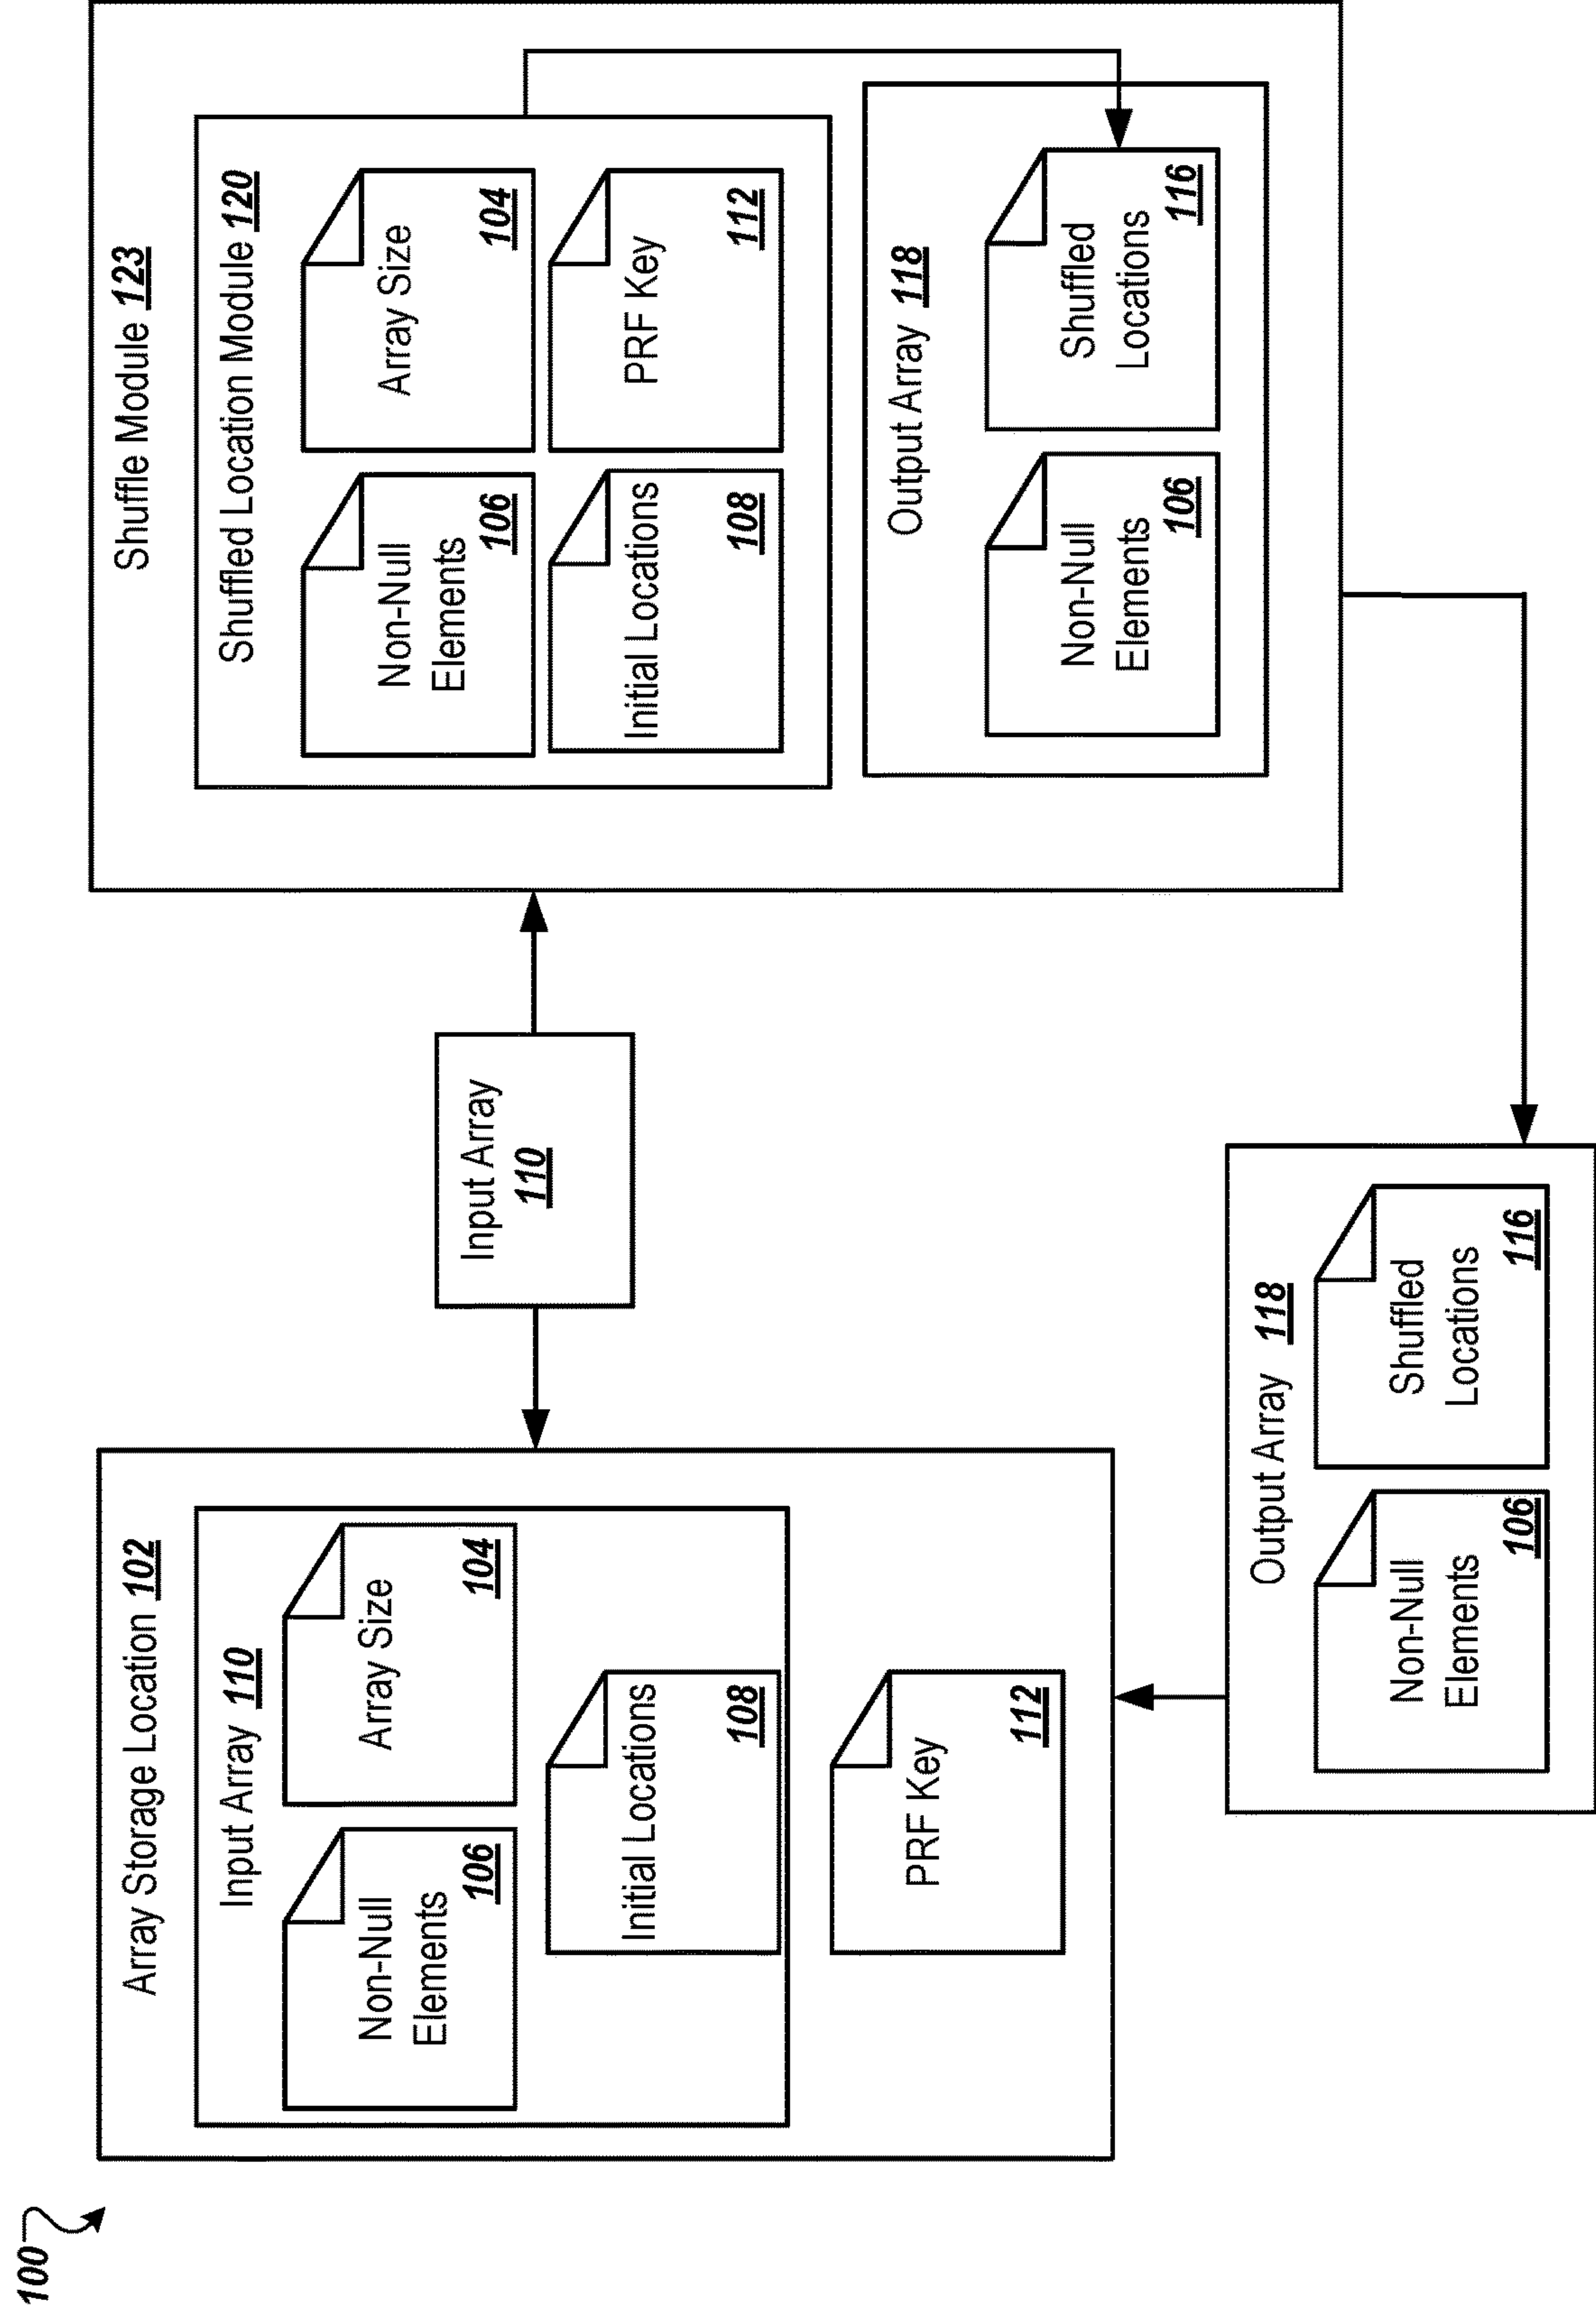 100
Array Storage Location 102
Input Array 110
Non-Null
Elements
106
Array Size
104
Initial Locations
108
PRF Key
112
Input Array
110
Shuffle Module 123
Shuffled Location Module 120
Non-Null
Elements
106
Array Size
104
Initial Locations
108
PRF Key
112
Output Array 118
Non-Null
Elements
106
Shuffled
Locations
116
Output Array 118
Non-Null
Elements
106
Shuffled
Locations
116